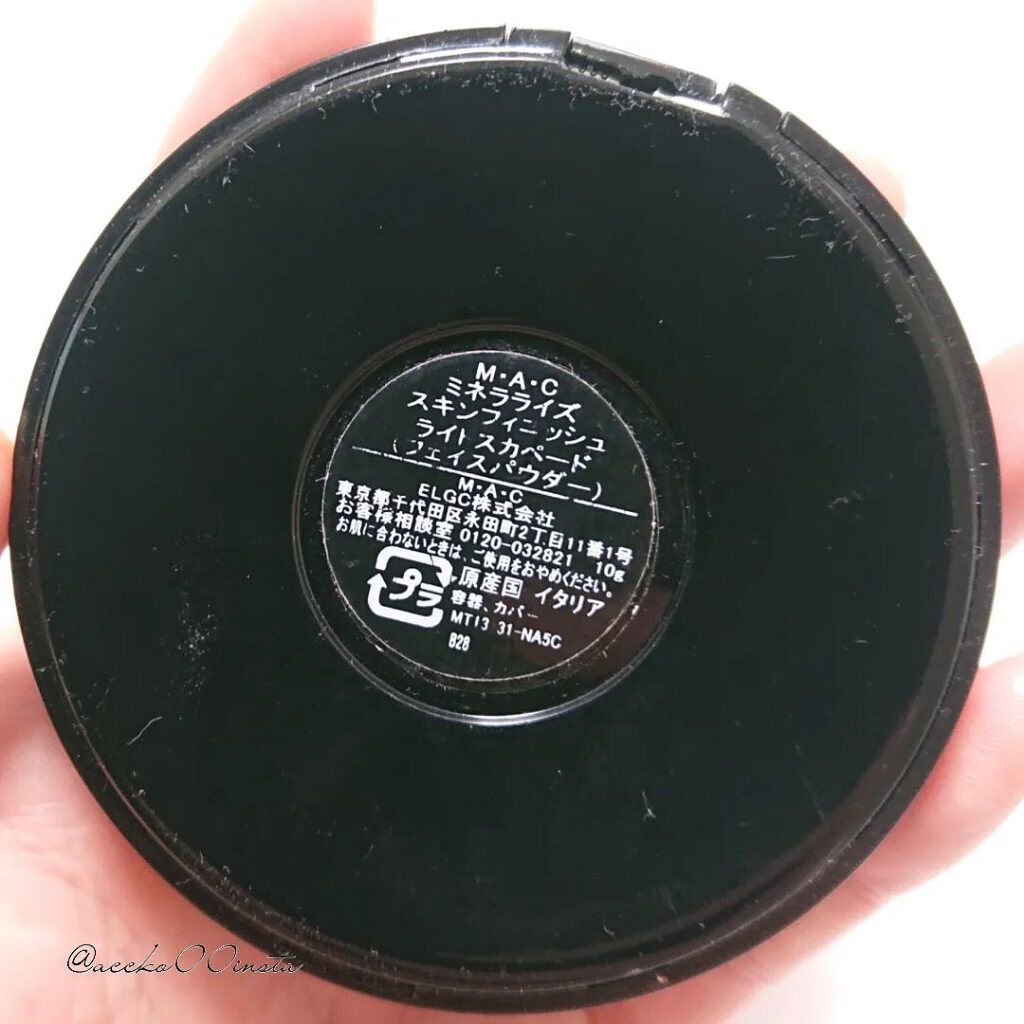 M・A・C
ミネラライズ
スキンフィニッシュ
ライトスカペード
(フェイスパウダー)
M・A・C
ELGC株式会社
東京都千代田区永田町2丁目11番1号
お客様相談室 0120-032821 10g
お肌に合わないときは、ご使用をおやめください。
プラ 原産国 イタリア
容器、カバー
MT13 31-NA5C
B28